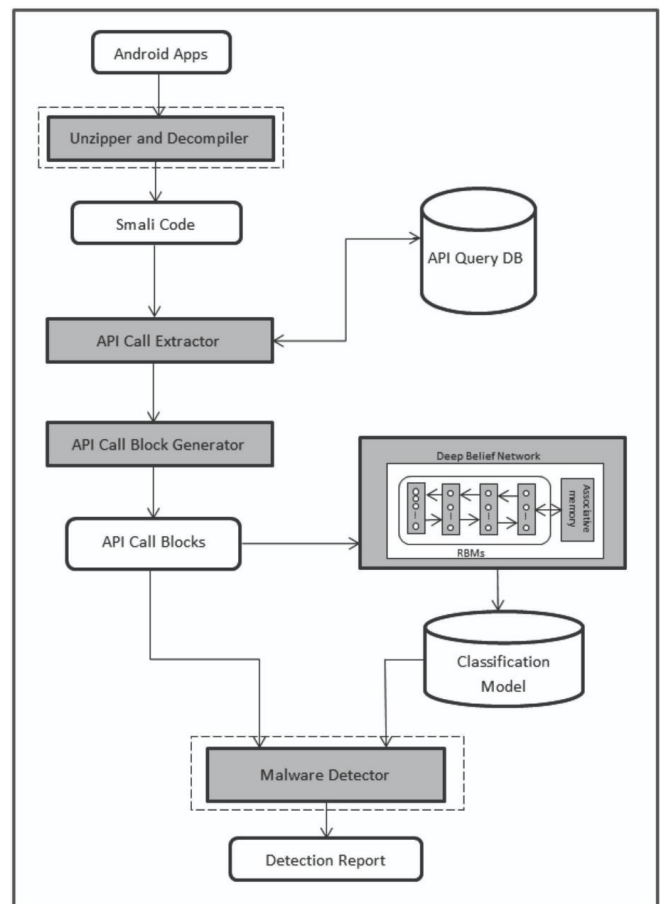 Android Apps
Unzipper and Decompiler
Smali Code
API Query DB
API Call Extractor
API Call Block Generator
Deep Belief Network
Associative
memory
RBMs
API Call Blocks
Classification
Model
Malware Detector
Detection Report